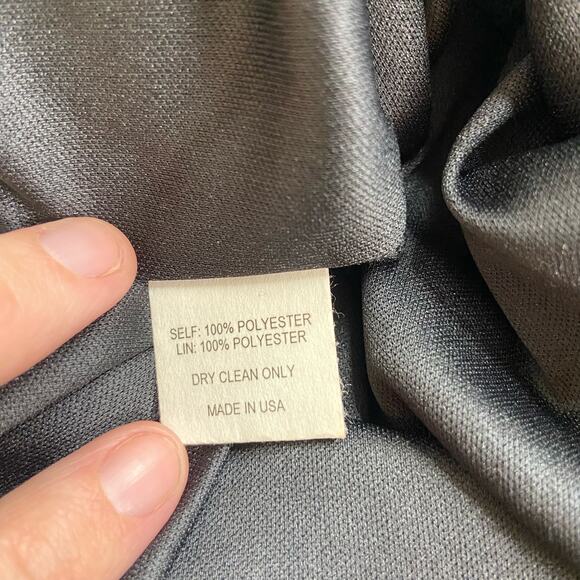 SELF: 100% POLYESTER
LIN: 100% POLYESTER
DRY CLEAN ONLY
MADE IN USA